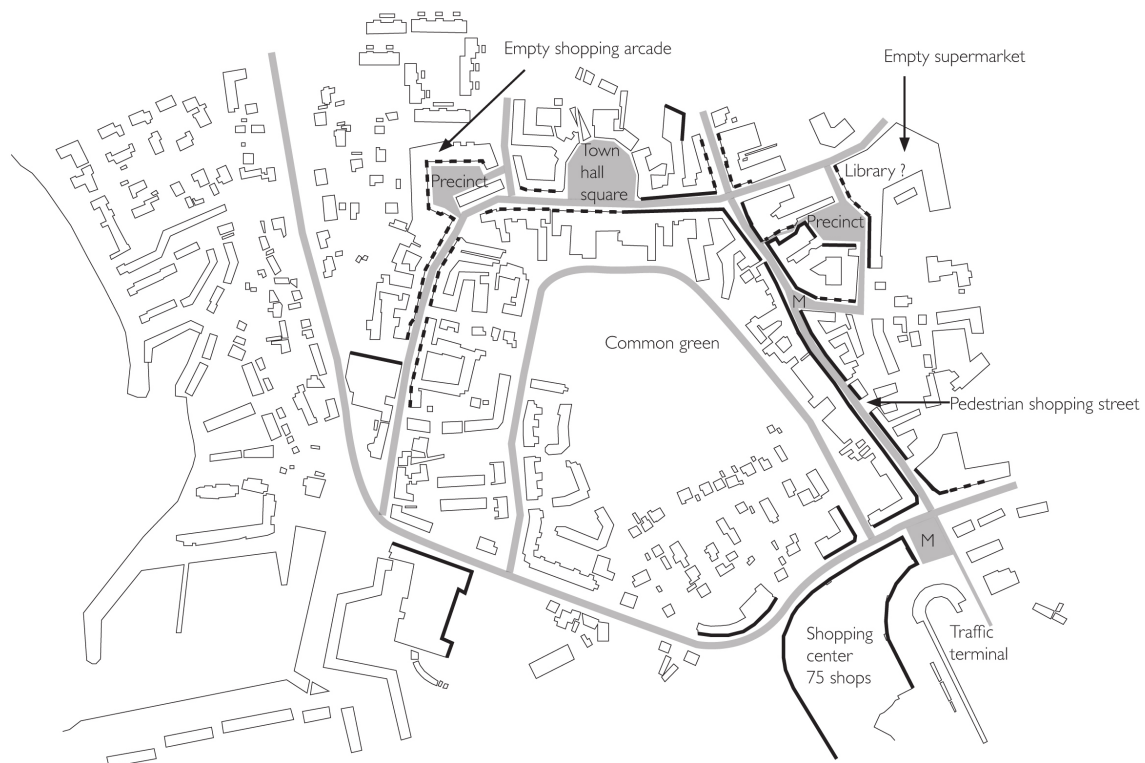 Empty shopping arcade
Empty supermarket
Town
hall
square
Precinct
Library ?
Precinct
M
Common green
Pedestrian shopping street
M
Shopping
center
75 shops
Traffic
terminal